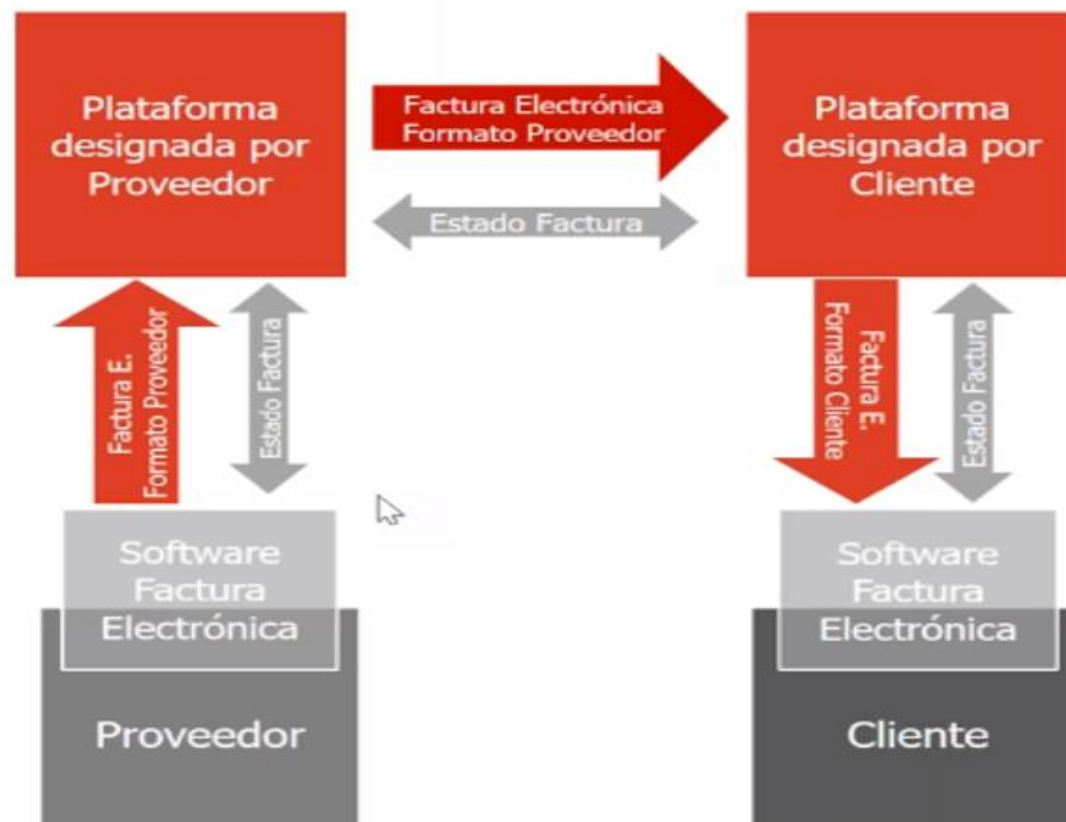 Plataforma
designada por
Proveedor
Factura Electrónica
Formato Proveedor
Estado Factura
Plataforma
designada por
Cliente
Factura E.
Formato Proveedor
Estado Factura
Factura E.
Formato Cliente
Estado Factura
Software
Factura
Electrónica
Proveedor
Software
Factura
Electrónica
Cliente